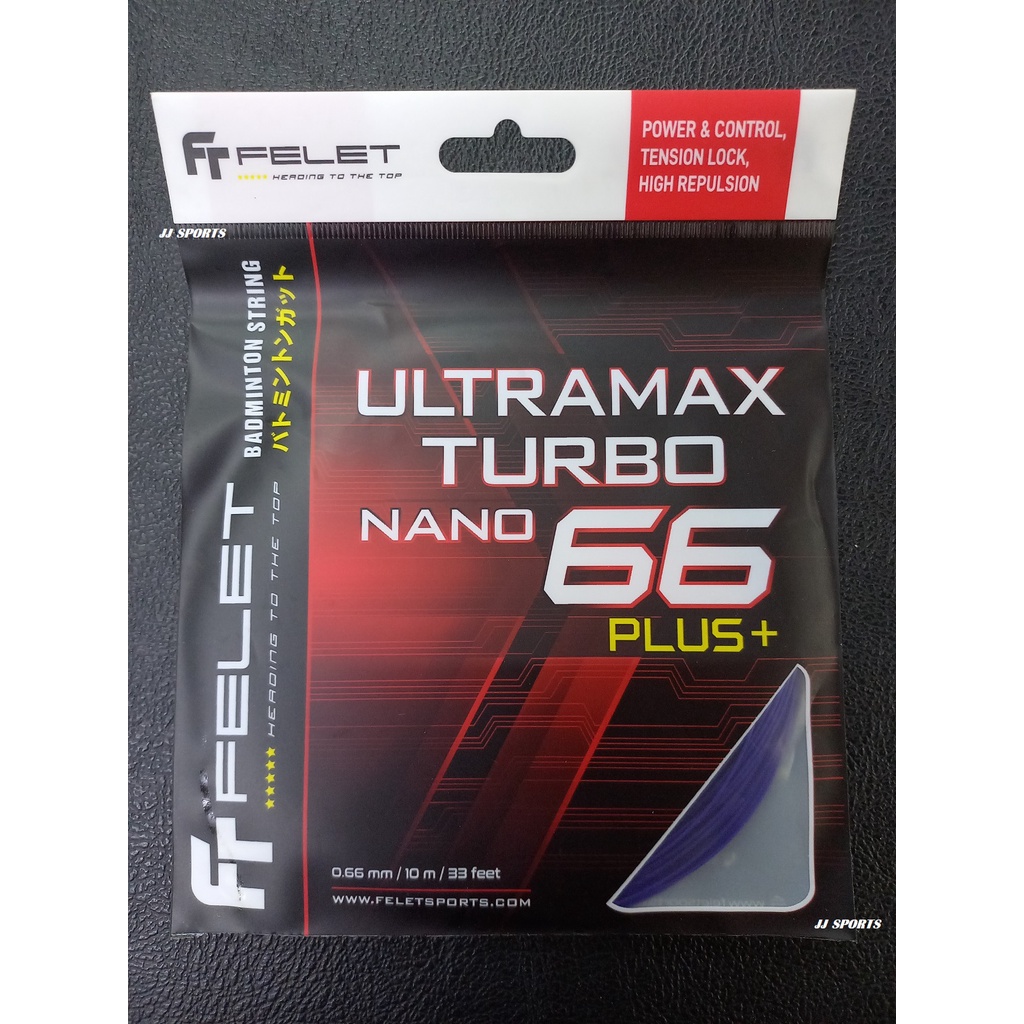 FELET
★★★★★ HEADING TO THE TOP
POWER & CONTROL,
TENSION LOCK,
HIGH REPULSION
JJ SPORTS
BADMINTON STRING
バトミントンガット
FELET
★★★★★ HEADING TO THE TOP
ULTRAMAX
TURBO
NANO 66
PLUS+
0.66 mm / 10 m / 33 feet
WWW.FELETSPORTS.COM
JJ SPORTS